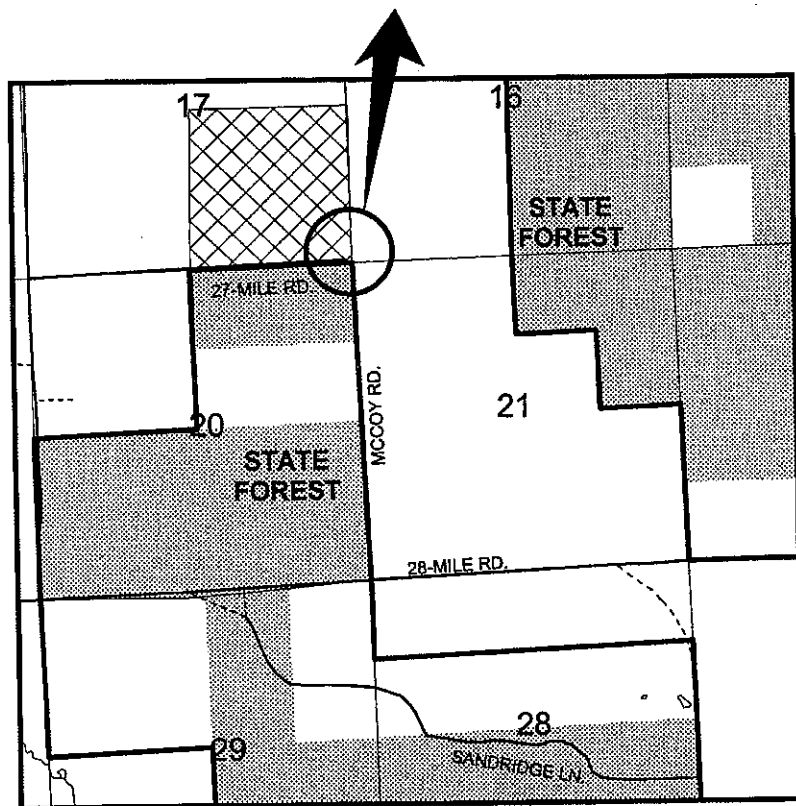 17
16
STATE
FOREST
27-MILE RD.
MCCOY RD.
21
20
STATE
FOREST
28-MILE RD.
28
29
SANDRIDGE LN.